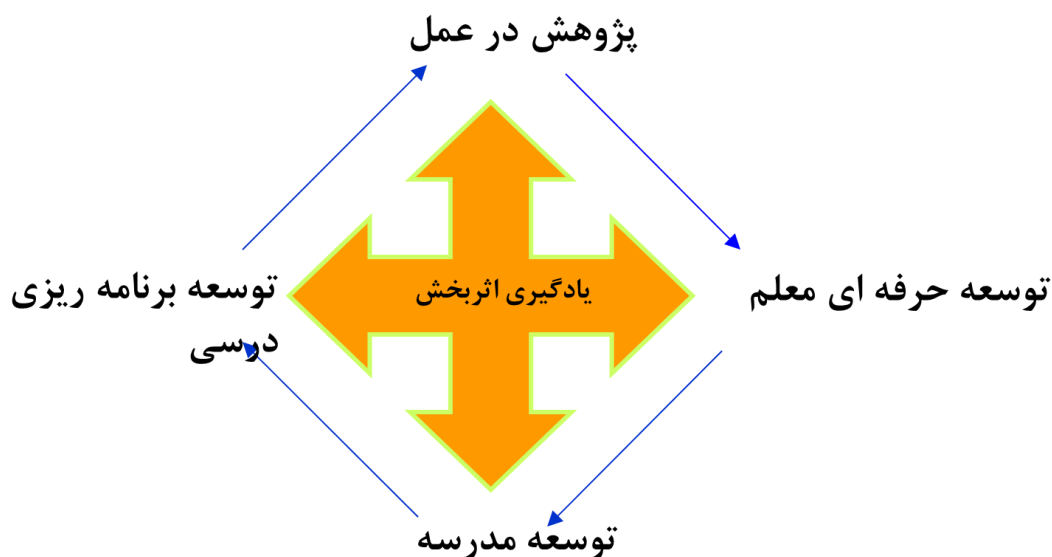 پژوهش در عمل
توسعه حرفه ای معلم
یادگیری اثربخش
توسعه برنامه ریزی
درسی
توسعه مدرسه